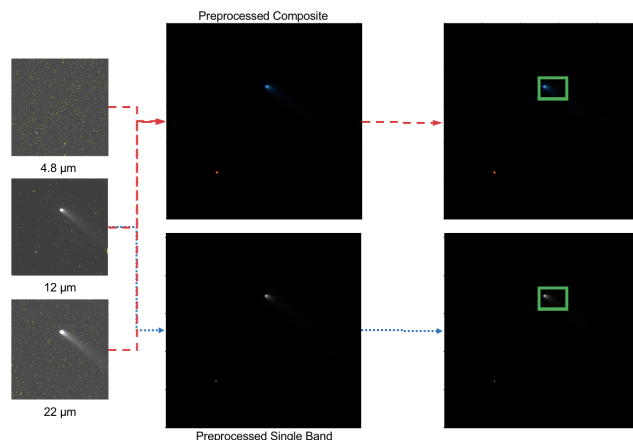 Preprocessed Composite
4.8 μm
12 μm
22 μm
Preprocessed Single Band